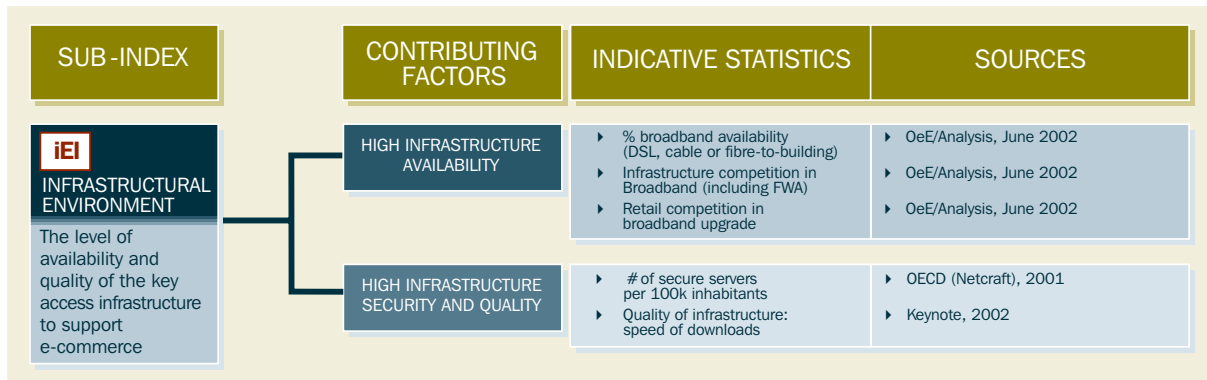 SUB-INDEX
CONTRIBUTING
FACTORS
INDICATIVE STATISTICS
SOURCES
iEI
INFRASTRUCTURAL
ENVIRONMENT
The level of
availability and
quality of the key
access infrastructure
to support
e-commerce
HIGH INFRASTRUCTURE
AVAILABILITY
% broadband availability
(DSL, cable or fibre-to-building)
Infrastructure competition in
Broadband (including FWA)
Retail competition in
broadband upgrade
OeE/Analysis, June 2002
OeE/Analysis, June 2002
OeE/Analysis, June 2002
HIGH INFRASTRUCTURE
SECURITY AND QUALITY
# of secure servers
per 100k inhabitants
Quality of infrastructure:
speed of downloads
OECD (Netcraft), 2001
Keynote, 2002